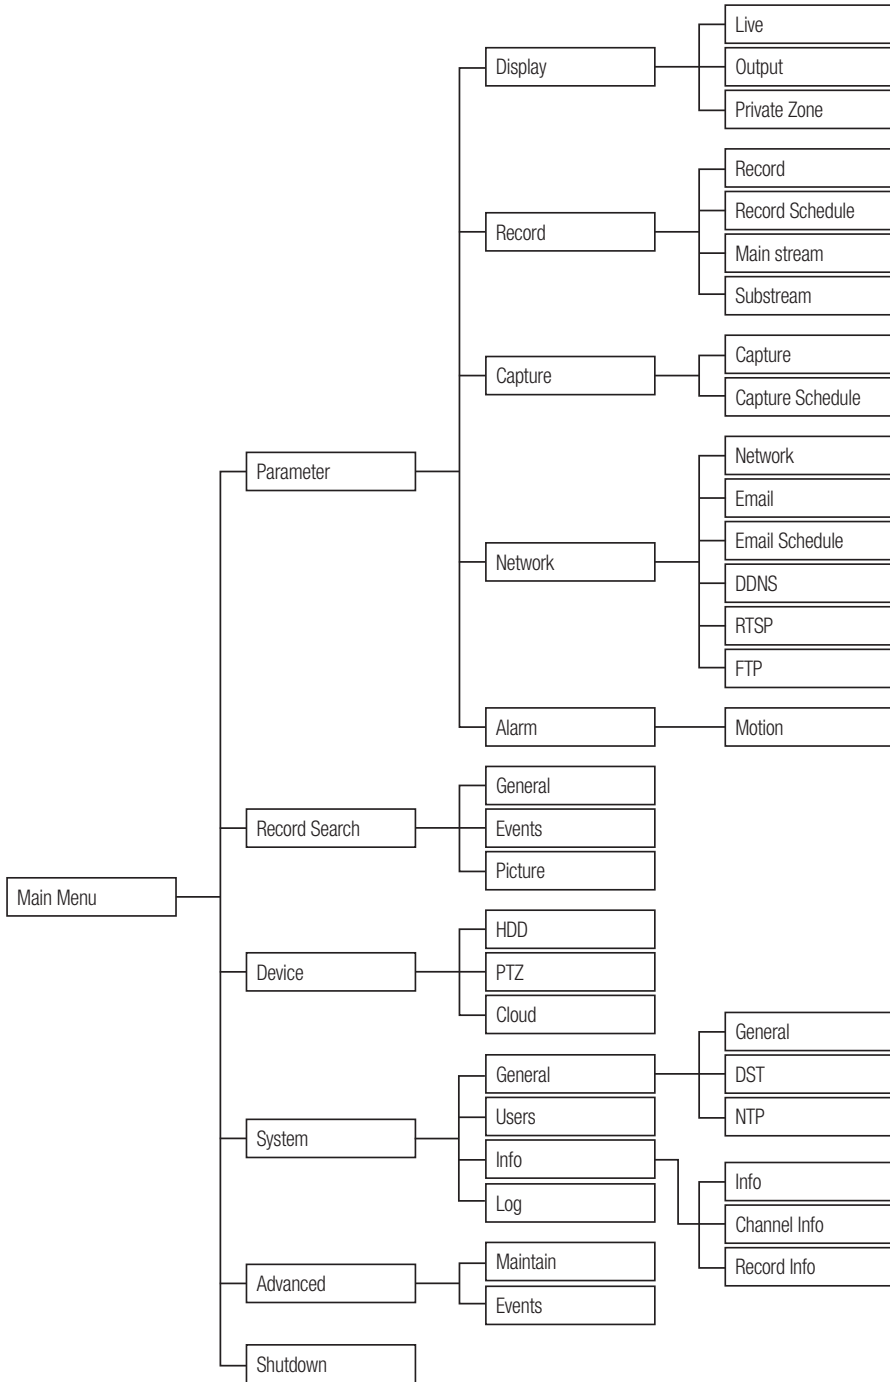 Main Menu
Parameter
Display
Live
Output
Private Zone
Record
Record
Record Schedule
Main stream
Substream
Capture
Capture
Capture Schedule
Network
Network
Email
Email Schedule
DDNS
RTSP
FTP
Alarm
Motion
Record Search
General
Events
Picture
Device
HDD
PTZ
Cloud
System
General
General
DST
NTP
Users
Info
Info
Channel Info
Record Info
Log
Advanced
Maintain
Events
Shutdown